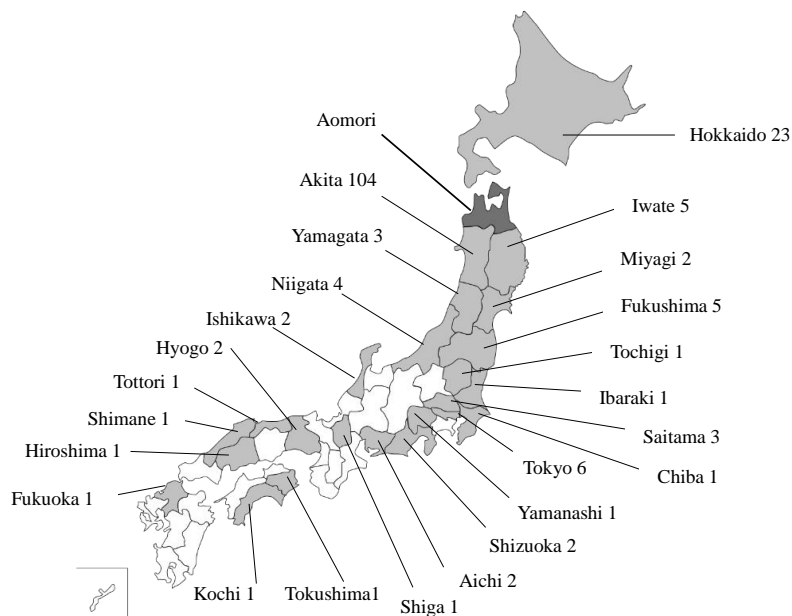 Aomori
Hokkaido 23
Akita 104
Iwate 5
Yamagata 3
Miyagi 2
Niigata 4
Fukushima 5
Ishikawa 2
Hyogo 2
Tochigi 1
Tottori 1
Ibaraki 1
Shimane 1
Saitama 3
Hiroshima 1
Tokyo 6
Chiba 1
Fukuoka 1
Yamanashi 1
Shizuoka 2
Aichi 2
Kochi 1
Tokushima1
Shiga 1